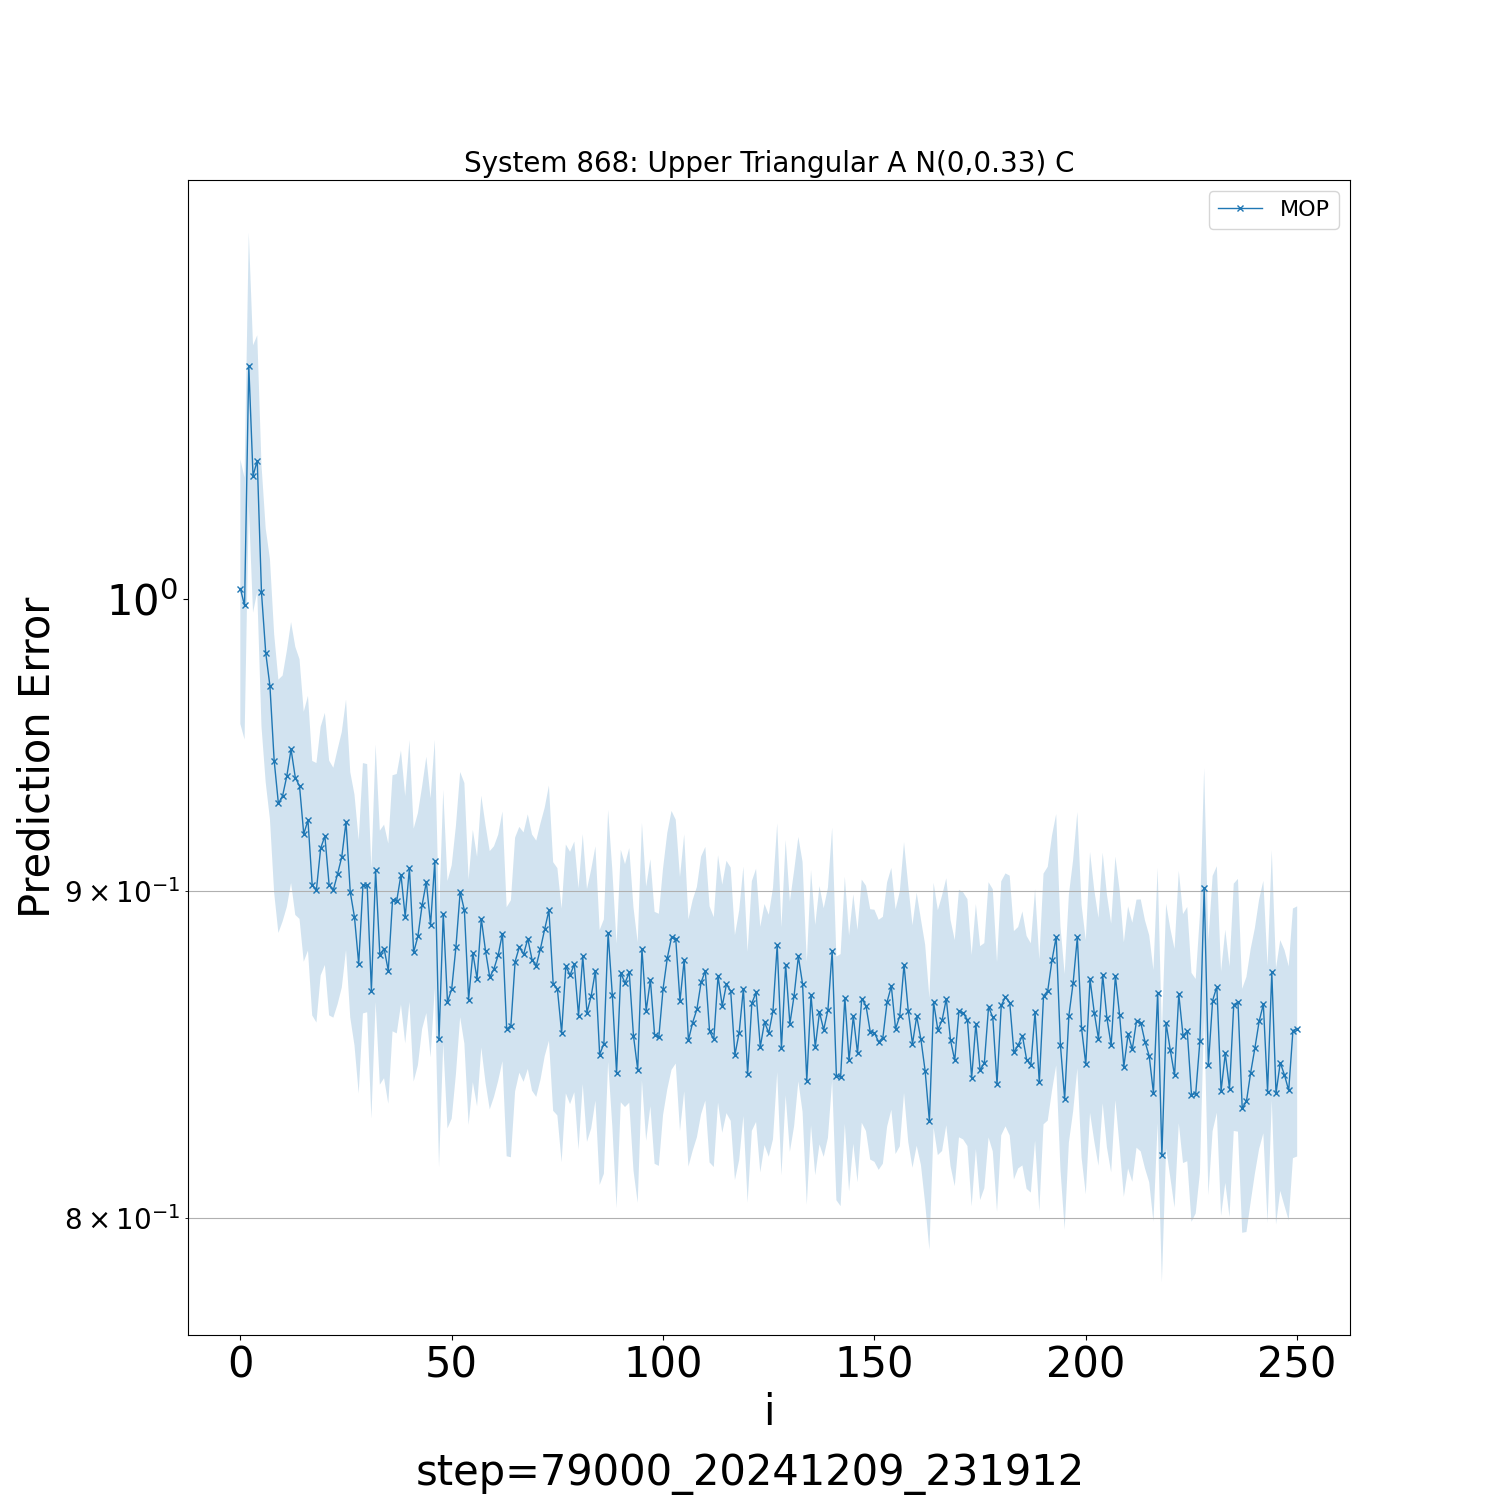 System 868: Upper Triangular A N(0,0.33) C
MOP
Prediction Error
10⁰
9 × 10⁻¹
8 × 10⁻¹
0 50 100 150 200 250
i
step=79000_20241209_231912